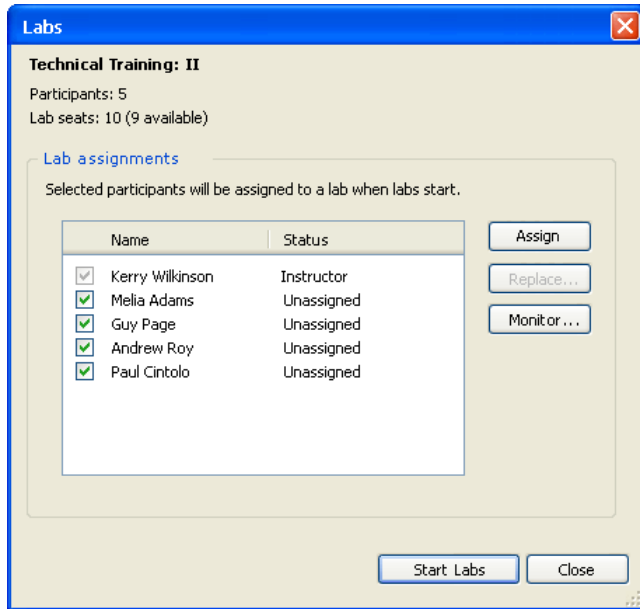 Labs
Technical Training: II
Participants: 5
Lab seats: 10 (9 available)
Lab assignments
Selected participants will be assigned to a lab when labs start.
Name Status
Kerry Wilkinson Instructor
Melia Adams Unassigned
Guy Page Unassigned
Andrew Roy Unassigned
Paul Cintolo Unassigned
Assign
Replace...
Monitor...
Start Labs Close